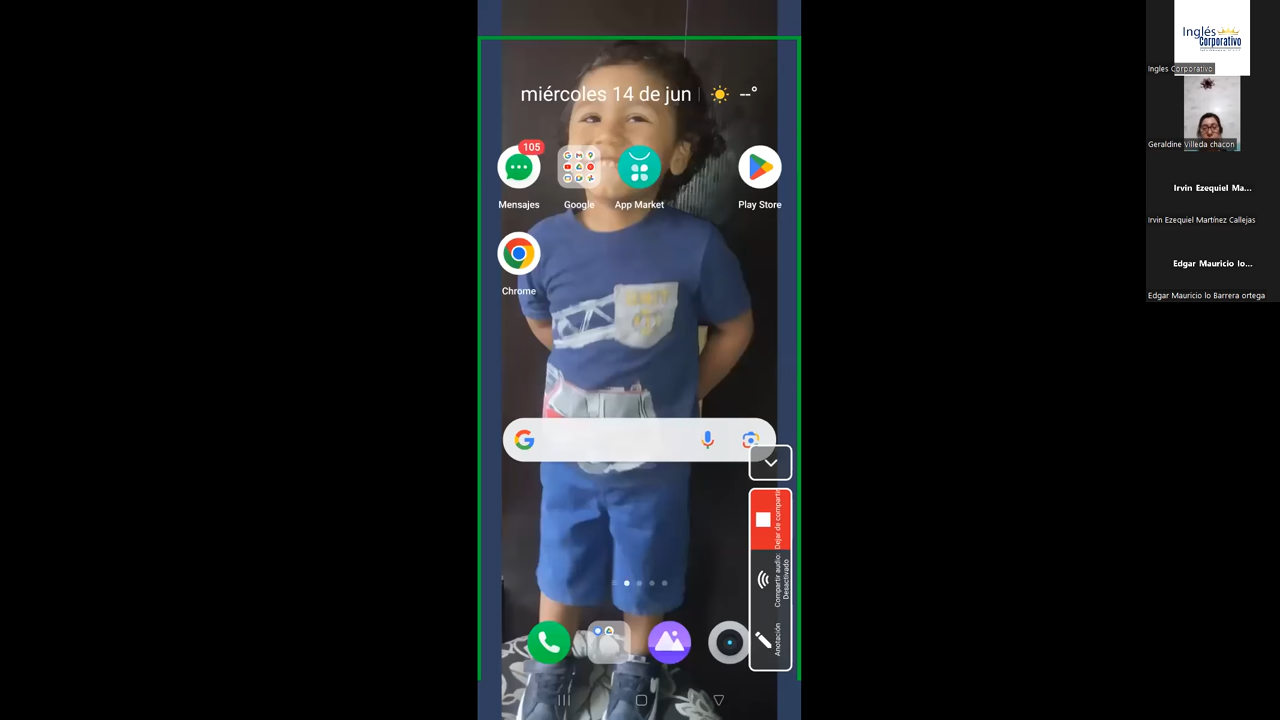 miércoles 14 de jun
--°
105
Mensajes
Google
App Market
Play Store
Chrome
Dejar de compartir
Compartir audio:
Desactivado
Anotación
Inglés
Corporativo
Ingles Corporativo
Geraldine Villeda chacon
Irvin Ezequiel Ma...
Irvin Ezequiel Martínez Callejas
Edgar Mauricio lo...
Edgar Mauricio lo Barrera ortega